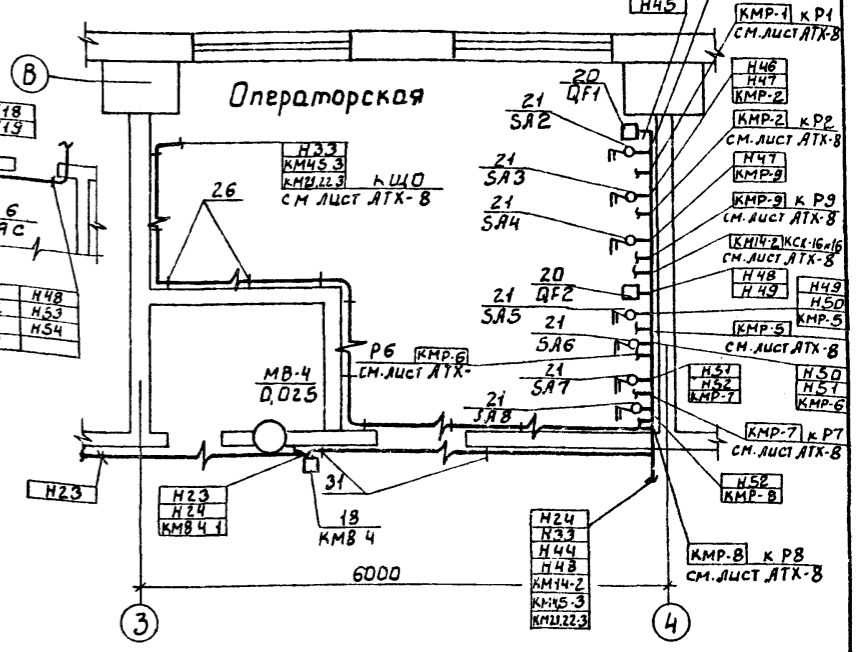 Н45
КМР-1 к Р1
СМ.ЛИСТ АТХ-8
В
Операторская
20
QF1
Н46
Н47
КМР-2
21
SA2
18
19
КМР-2 к Р2
СМ.ЛИСТ АТХ-8
Н33
КМ45.3
КМ21,22.3 к ЩО
СМ ЛИСТ АТХ-8
21
SA3
Н47
КМР-9
26
21
SA4
КМР-9 к Р9
СМ.ЛИСТ АТХ-8
6
АС
КМ14-2 КСК-16
СМ.ЛИСТ АТХ-8
20
QF2
Н48
Н49
Н49
Н50
КМР-5
Н48
Н53
Н54
21
SA5
КМР-5
СМ.ЛИСТ АТХ-8
21
SA6
Р6 КМР-6
СМ.ЛИСТ АТХ-
МВ-4
0,025
21
SA7
Н51
Н52
КМР-7
Н50
Н51
КМР-6
21
SA8
КМР-7 к Р7
СМ.ЛИСТ АТХ-8
Н23
Н23
Н24
КМВ 4 1
31
18
КМВ 4
Н52
КМР-8
Н24
Н33
Н44
Н48
КМ14-2
КМ45-3
КМ21,22-3
КМР-8 к Р8
СМ.ЛИСТ АТХ-8
6000
3
4